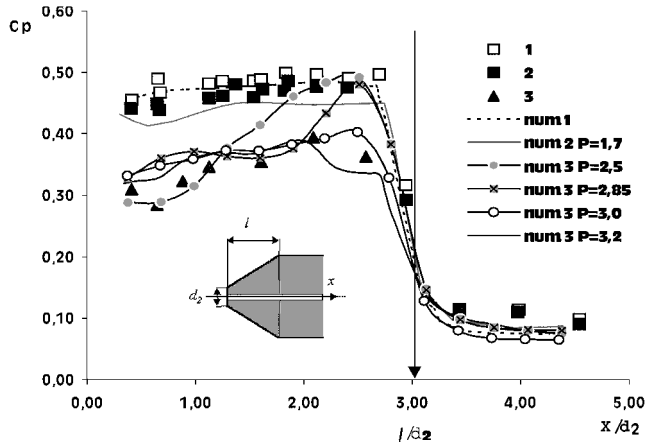 Cp
0,60
0,50
0,40
0,30
0,20
0,10
0,00
0,00
1,00
2,00
3,00
4,00
5,00
l/d2
x/d2
1
2
3
num 1
num 2 P=1,7
num 3 P=2,5
num 3 P=2,85
num 3 P=3,0
num 3 P=3,2
l
x
d2